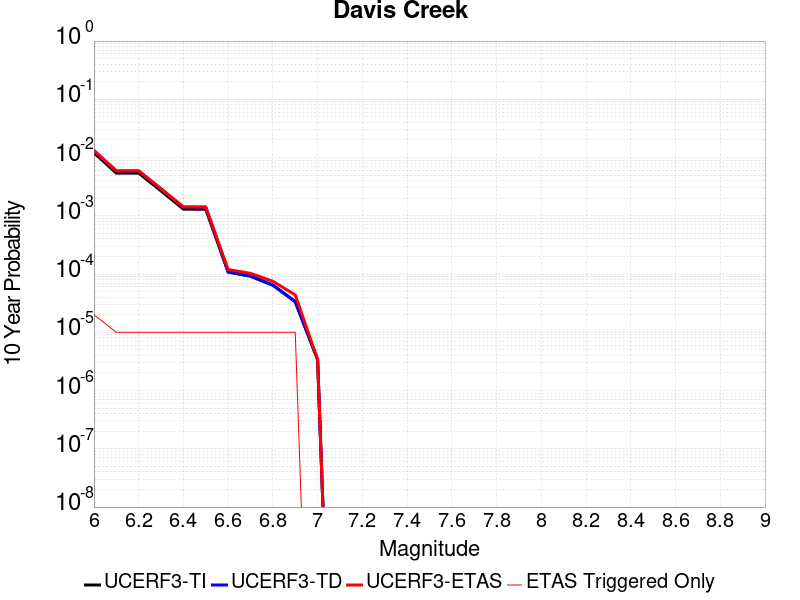 Davis Creek
10^0
10^-1
10^-2
10^-3
10^-4
10^-5
10^-6
10^-7
10^-8
10 Year Probability
6 6.2 6.4 6.6 6.8 7 7.2 7.4 7.6 7.8 8 8.2 8.4 8.6 8.8 9
Magnitude
UCERF3-TI UCERF3-TD UCERF3-ETAS ETAS Triggered Only